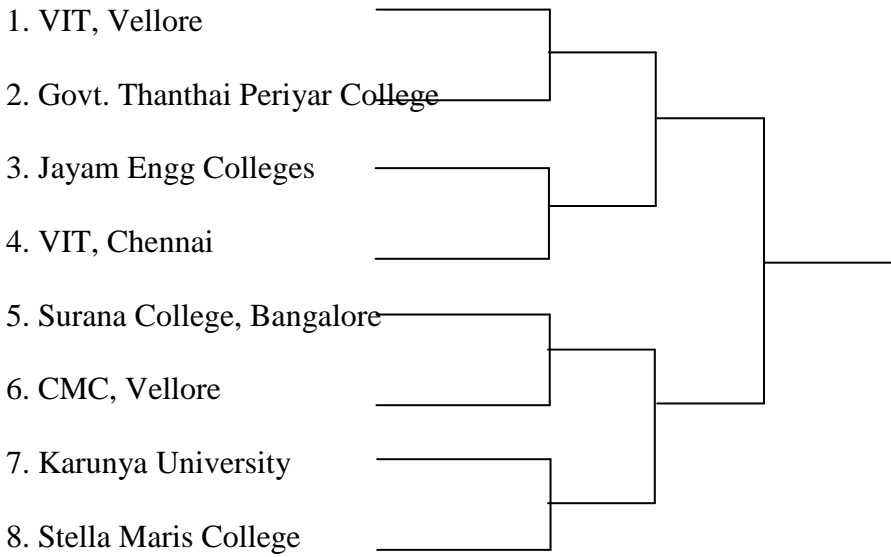 1. VIT, Vellore
2. Govt. Thanthai Periyar College
3. Jayam Engg Colleges
4. VIT, Chennai
5. Surana College, Bangalore
6. CMC, Vellore
7. Karunya University
8. Stella Maris College